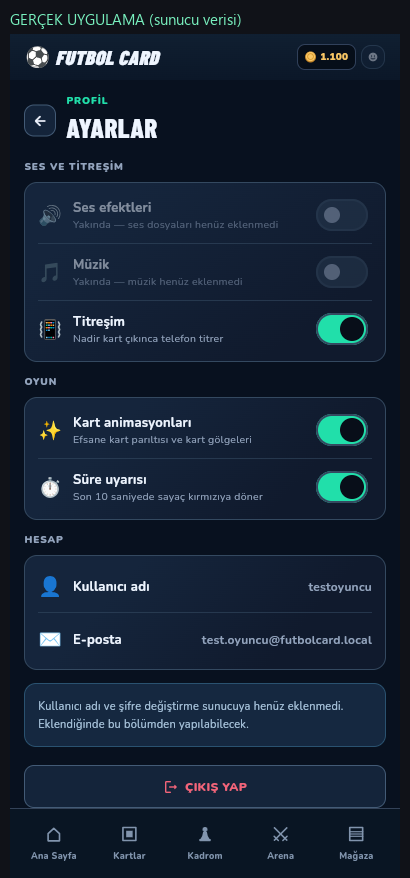 GERÇEK UYGULAMA (sunucu verisi)
FUTBOL CARD
1.100
PROFİL
AYARLAR
SES VE TİTREŞİM
Ses efektleri
Yakında — ses dosyaları henüz eklenmedi
Müzik
Yakında — müzik henüz eklenmedi
Titreşim
Nadir kart çıkınca telefon titrer
OYUN
Kart animasyonları
Efsane kart parıltısı ve kart gölgeleri
Süre uyarısı
Son 10 saniyede sayaç kırmızıya döner
HESAP
Kullanıcı adı
testoyuncu
E-posta
test.oyuncu@futbolcard.local
Kullanıcı adı ve şifre değiştirme sunucuya henüz eklenmedi.
Eklendiğinde bu bölümden yapılabilecek.
ÇIKIŞ YAP
Ana Sayfa
Kartlar
Kadrom
Arena
Mağaza